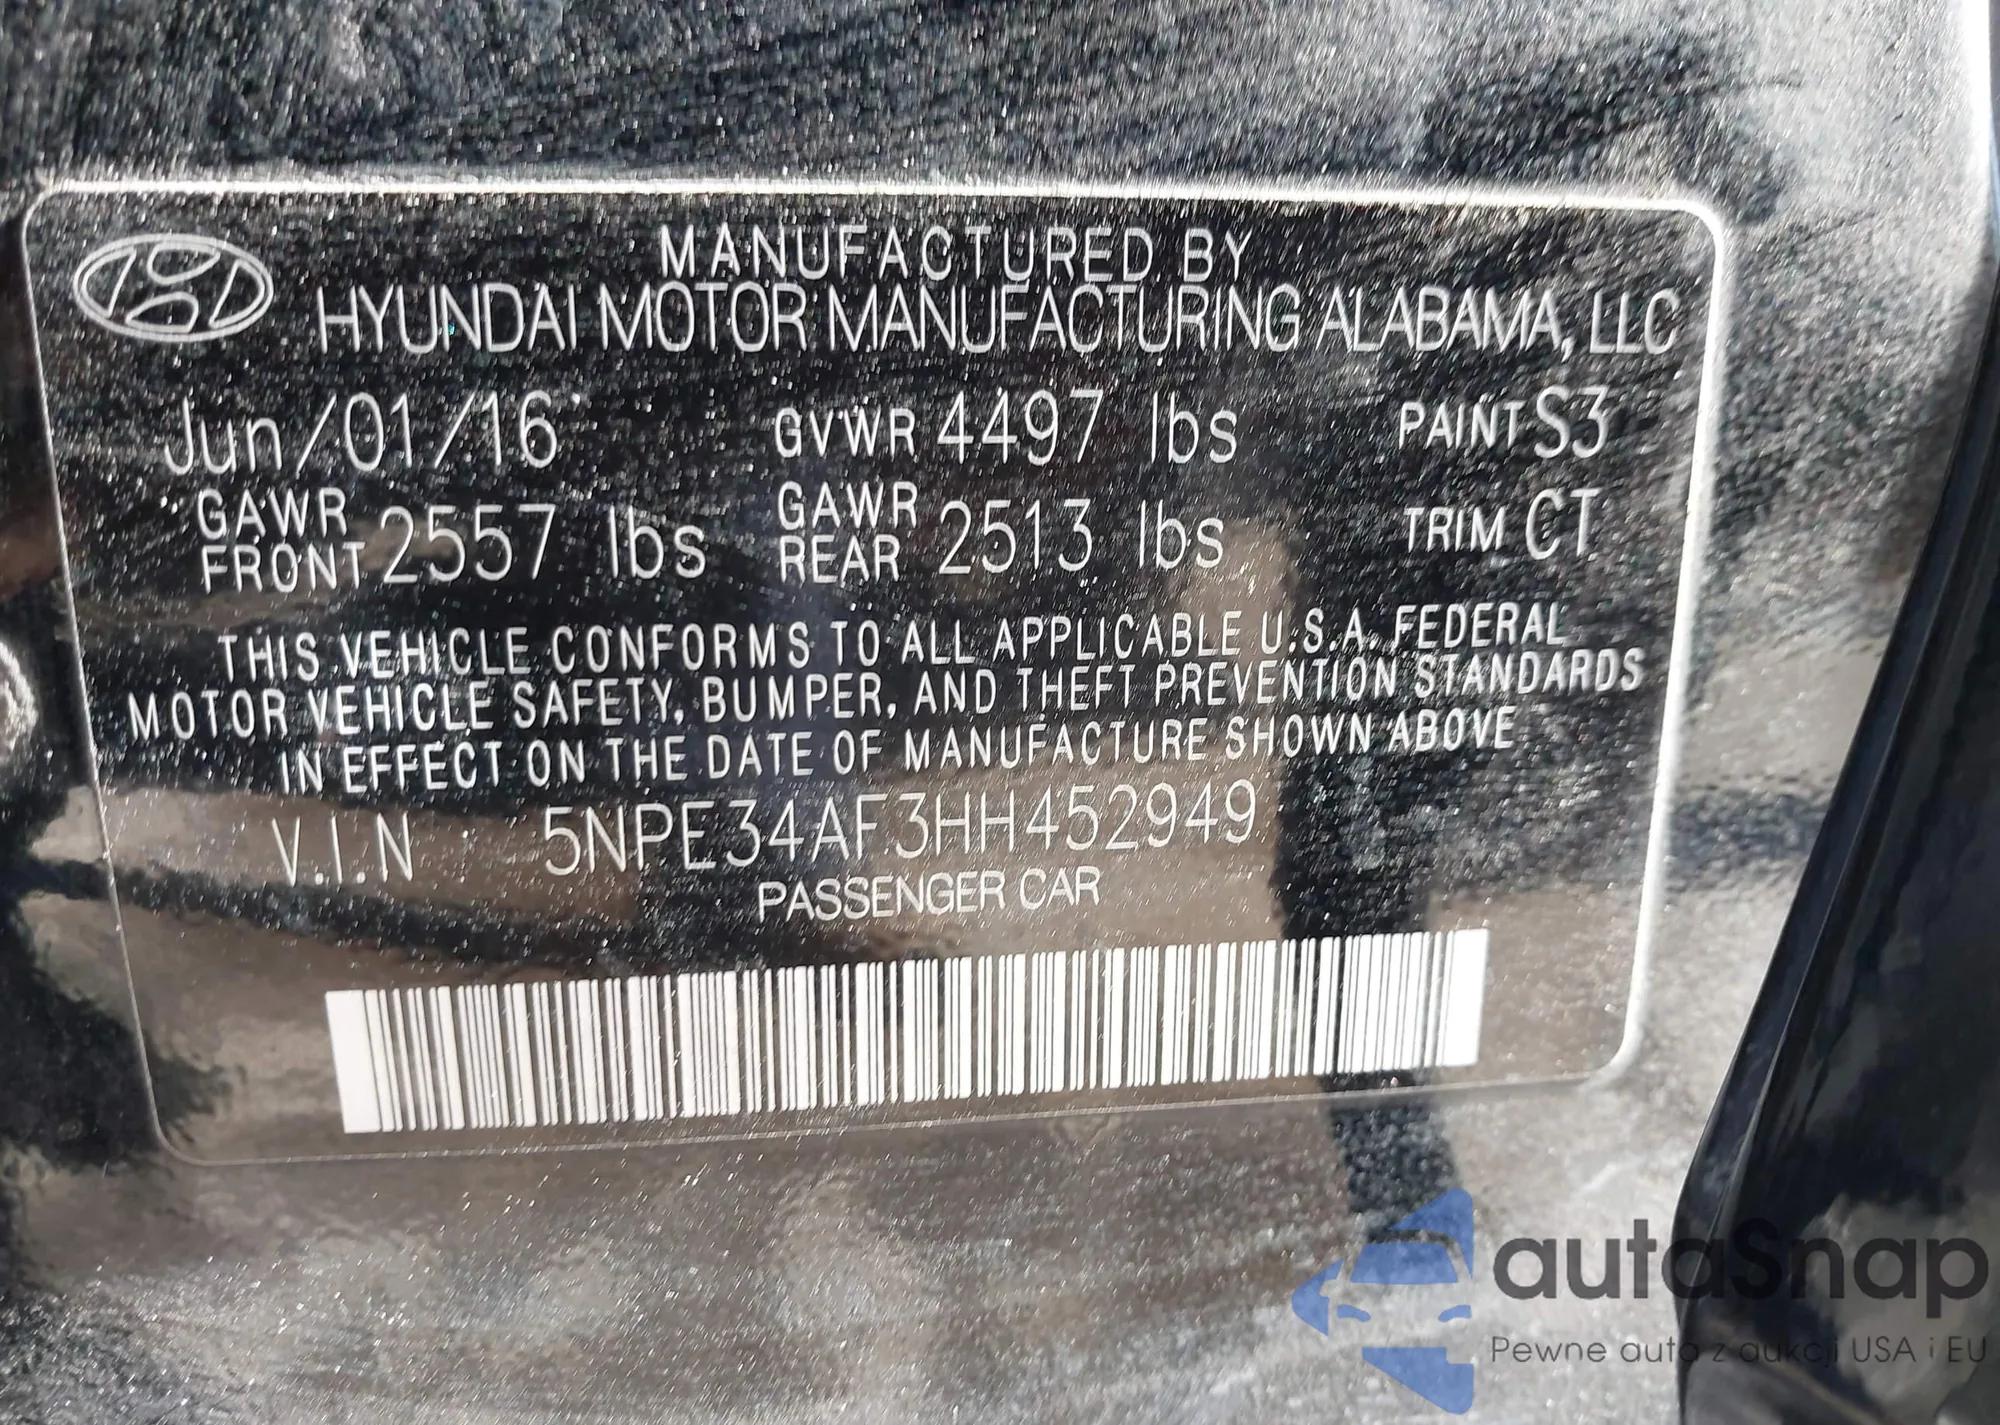 MANUFACTURED BY
HYUNDAI MOTOR MANUFACTURING ALABAMA, LLC
Jun/01/16 GVWR 4497 lbs PAINT S3
GAWR FRONT 2557 lbs GAWR REAR 2513 lbs TRIM CT
THIS VEHICLE CONFORMS TO ALL APPLICABLE U.S.A. FEDERAL
MOTOR VEHICLE SAFETY, BUMPER, AND THEFT PREVENTION STANDARDS
IN EFFECT ON THE DATE OF MANUFACTURE SHOWN ABOVE
V.I.N : 5NPE34AF3HH452949
PASSENGER CAR
autaSnap
Pewne auta z aukcji USA i EU